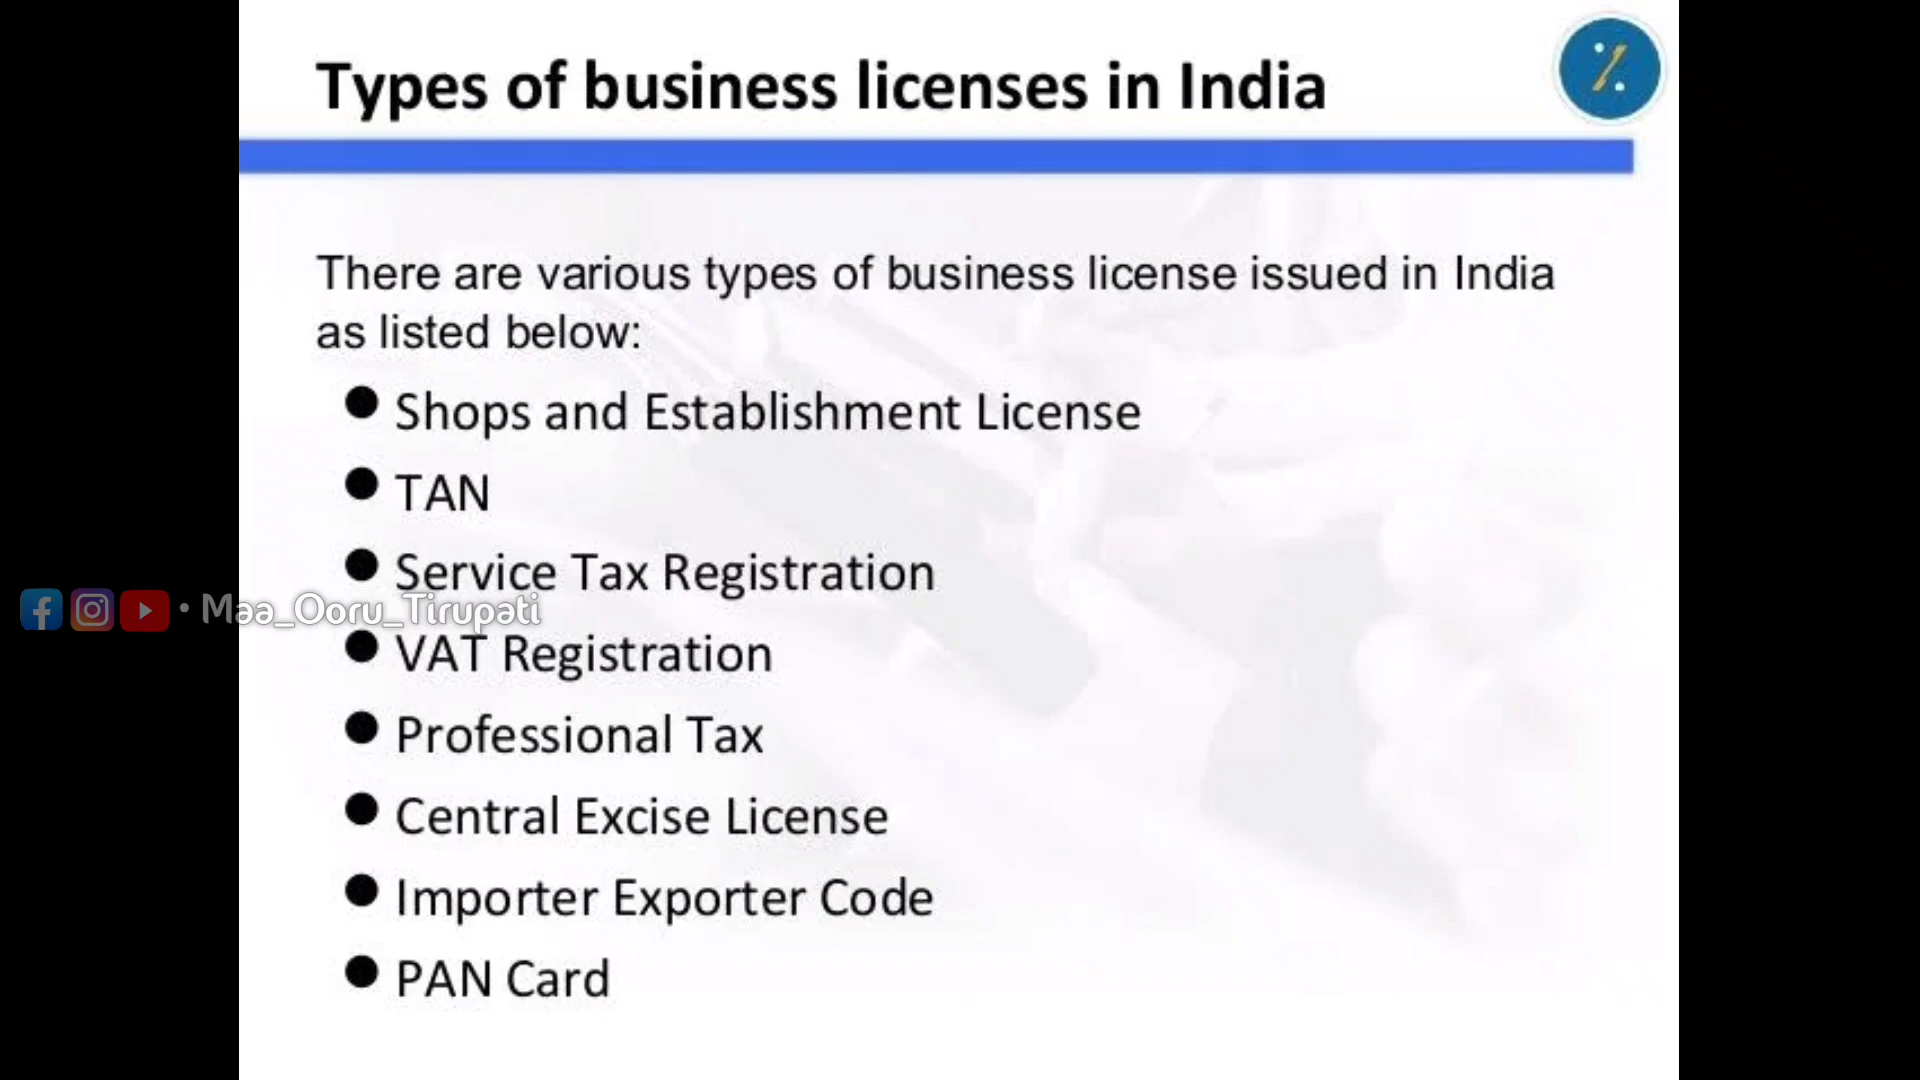 Types of business licenses in India
There are various types of business license issued in India
as listed below:
● Shops and Establishment License
● TAN
● Service Tax Registration
• Maa_Ooru_Tirupati
● VAT Registration
● Professional Tax
● Central Excise License
● Importer Exporter Code
● PAN Card